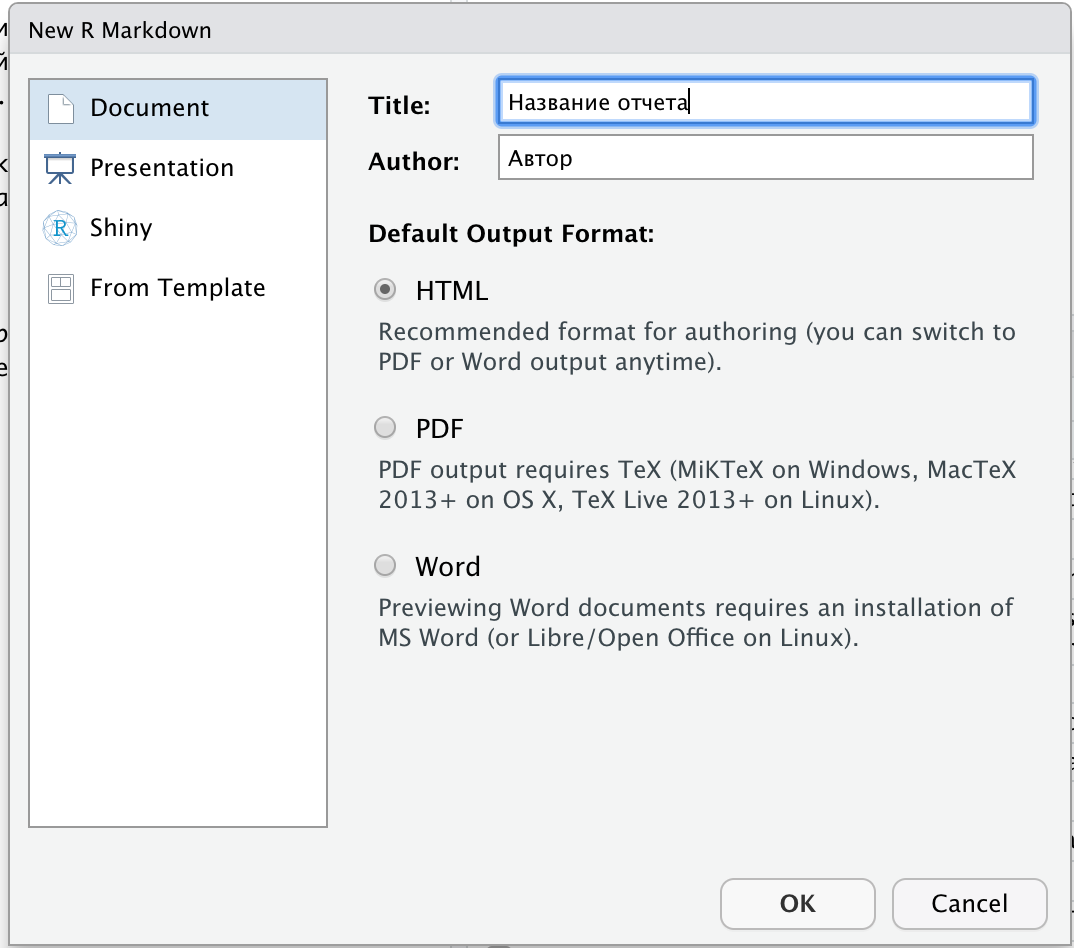 New R Markdown
Document
Presentation
Shiny
From Template
Title:
Название отчета
Author:
Автор
Default Output Format:
HTML
Recommended format for authoring (you can switch to
PDF or Word output anytime).
PDF
PDF output requires TeX (MiKTeX on Windows, MacTeX
2013+ on OS X, TeX Live 2013+ on Linux).
Word
Previewing Word documents requires an installation of
MS Word (or Libre/Open Office on Linux).
OK
Cancel